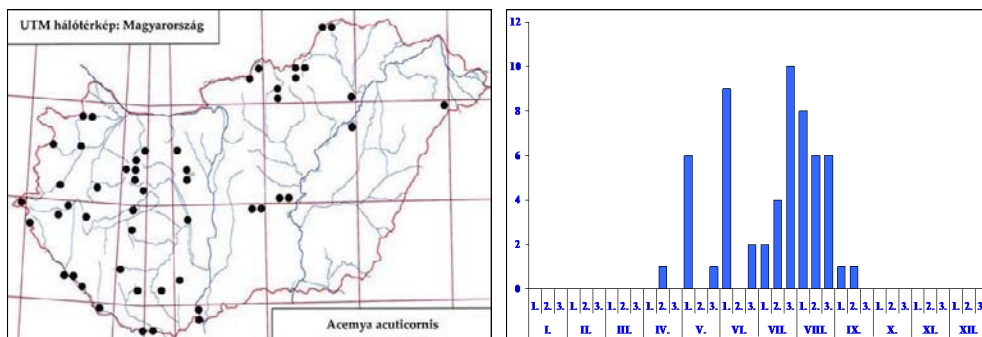 UTM hálótérkép: Magyarország
Acemya acuticornis
12
10
8
6
4
2
0
1. 2. 3. 1. 2. 3. 1. 2. 3. 1. 2. 3. 1. 2. 3. 1. 2. 3. 1. 2. 3. 1. 2. 3. 1. 2. 3. 1. 2. 3. 1. 2. 3. 1. 2. 3.
I. II. III. IV. V. VI. VII. VIII. IX. X. XI. XII.